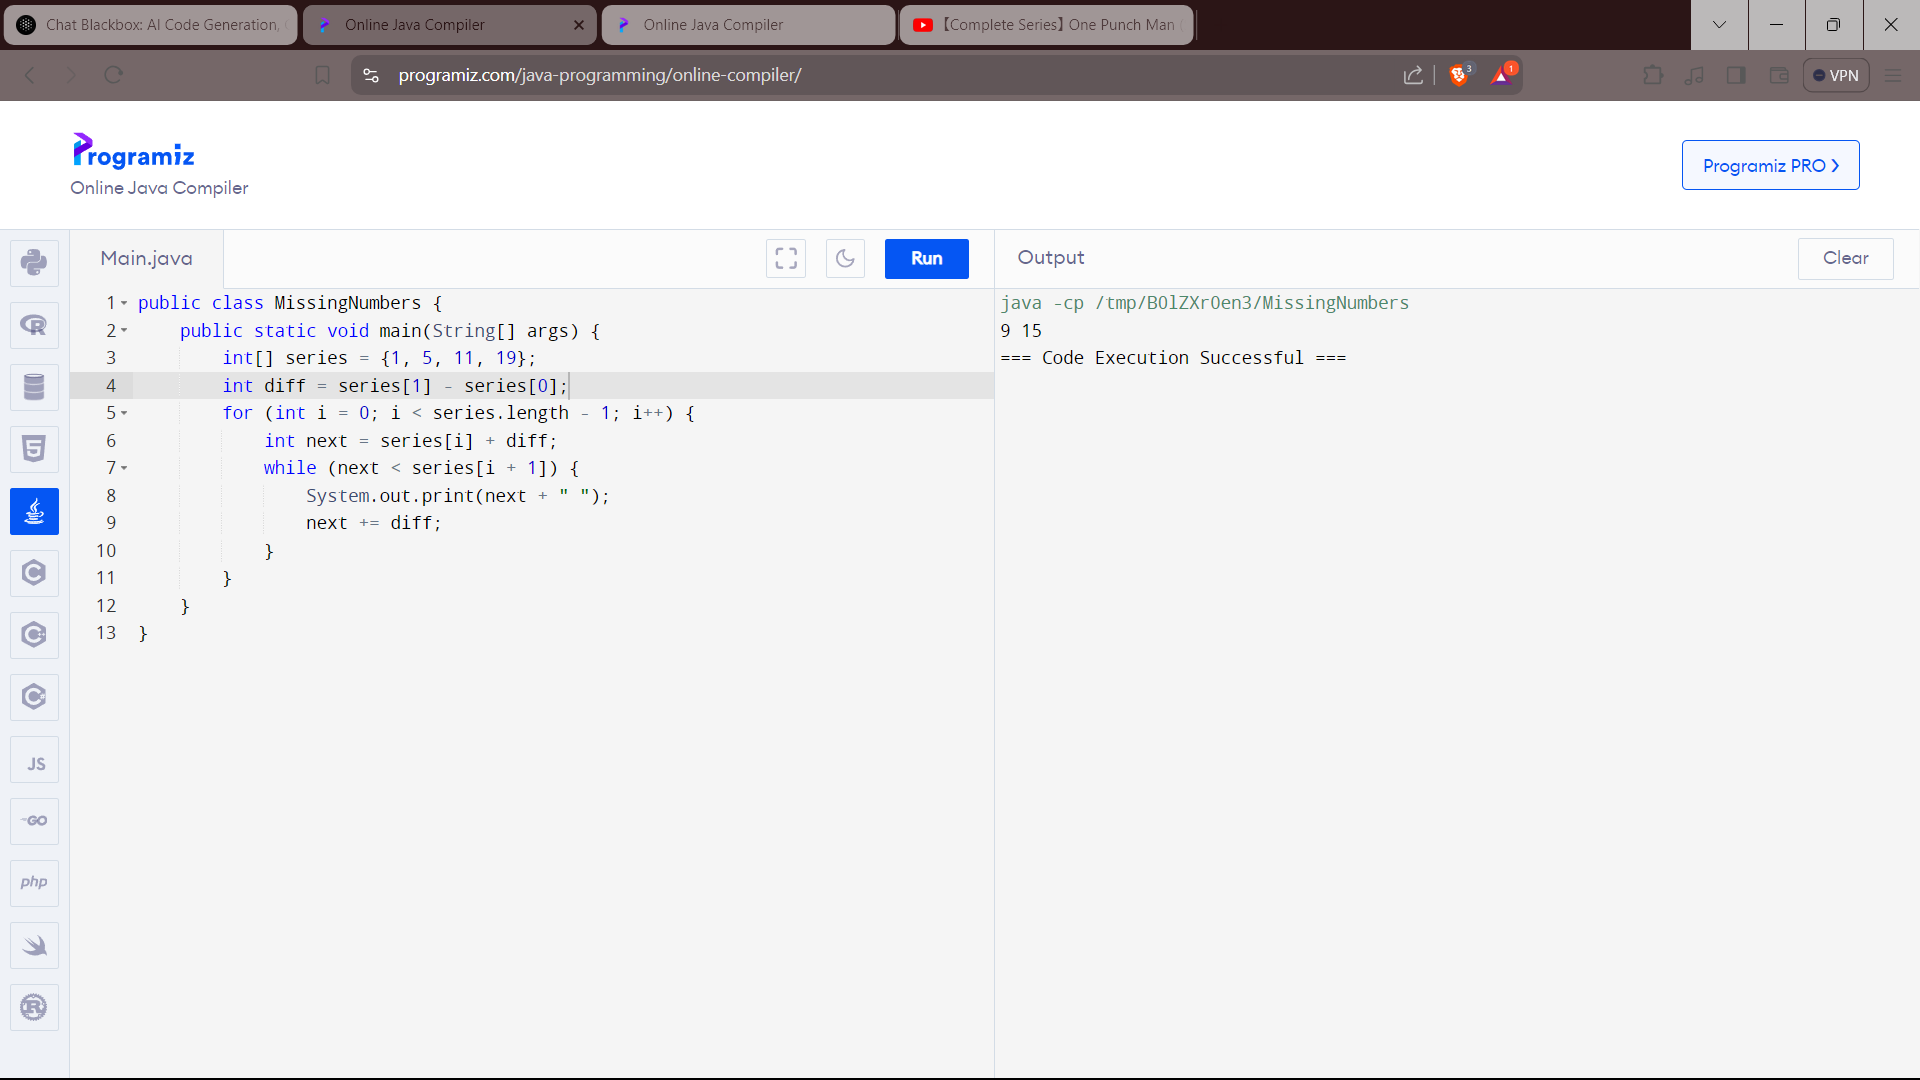 Chat Blackbox: AI Code Generation,
Online Java Compiler
Online Java Compiler
【Complete Series】One Punch Man
programiz.com/java-programming/online-compiler/
3
1
VPN
Programiz
Online Java Compiler
Programiz PRO
Main.java
Run
Output
Clear
1 public class MissingNumbers {
2     public static void main(String[] args) {
3         int[] series = {1, 5, 11, 19};
4         int diff = series[1] - series[0];
5         for (int i = 0; i < series.length - 1; i++) {
6             int next = series[i] + diff;
7             while (next < series[i + 1]) {
8                 System.out.print(next + " ");
9                 next += diff;
10             }
11         }
12     }
13 }
java -cp /tmp/B0lZXrOen3/MissingNumbers
9 15
=== Code Execution Successful ===
R
5
C
C++
C#
JS
GO
php
R